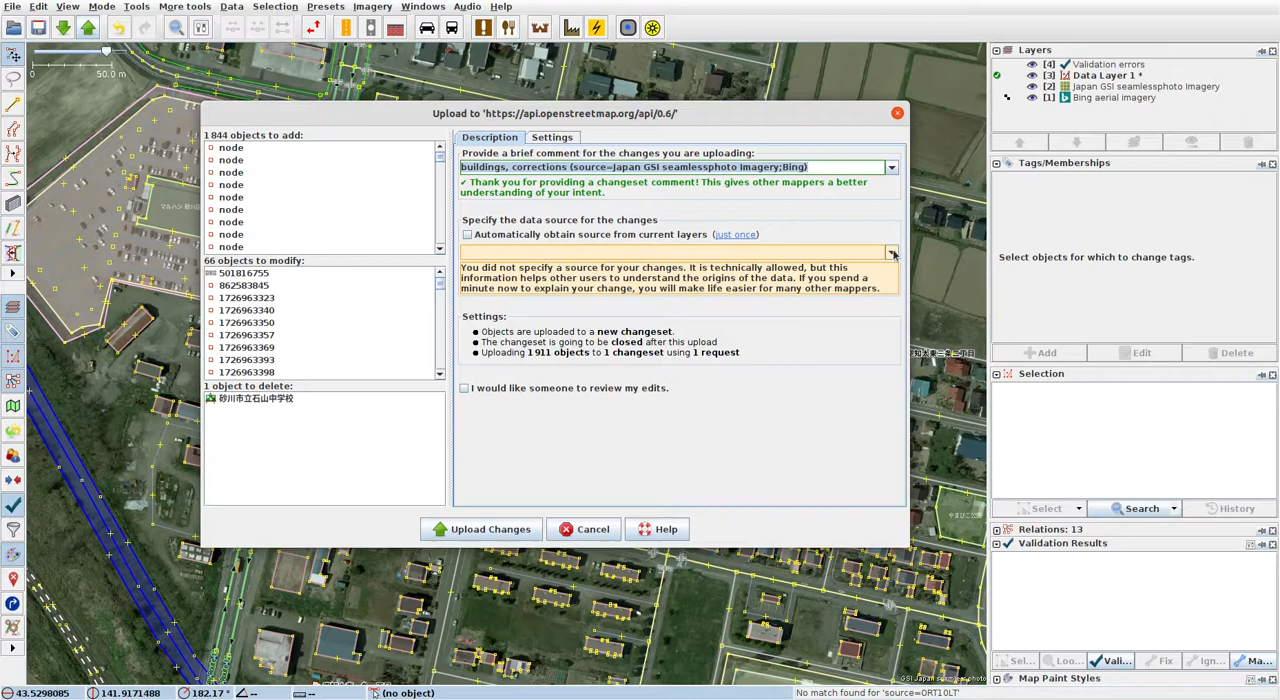 File Edit View Mode Tools More tools Data Selection Presets Imagery Windows Audio Help
0 50.0 m
Upload to 'https://api.openstreetmap.org/api/0.6/'
1 844 objects to add:
node
node
node
node
node
node
node
node
node
66 objects to modify:
501816755
862583845
1726963323
1726963340
1726963350
1726963357
1726963369
1726963393
1726963398
1 object to delete:
砂川市立石山中学校
Description Settings
Provide a brief comment for the changes you are uploading:
buildings, corrections (source=Japan GSI seamlessphoto Imagery;Bing)
✔ Thank you for providing a changeset comment! This gives other mappers a better
understanding of your intent.
Specify the data source for the changes
Automatically obtain source from current layers (just once)
You did not specify a source for your changes. It is technically allowed, but this
information helps other users to understand the origins of the data. If you spend a
minute now to explain your change, you will make life easier for many other mappers.
Settings:
● Objects are uploaded to a new changeset.
● The changeset is going to be closed after this upload
● Uploading 1 911 objects to 1 changeset using 1 request
I would like someone to review my edits.
Upload Changes Cancel Help
Layers
[4] Validation errors
[3] Data Layer 1 *
[2] Japan GSI seamlessphoto Imagery
[1] Bing aerial imagery
Tags/Memberships
Select objects for which to change tags.
Add Edit Delete
Selection
Select Search History
Relations: 13
Validation Results
Sel... Loo... Vali... Fix Ign... Ma...
Map Paint Styles
43.5298085 141.9171488 182.17° -- -- (no object) No match found for 'source=ORT10LT'